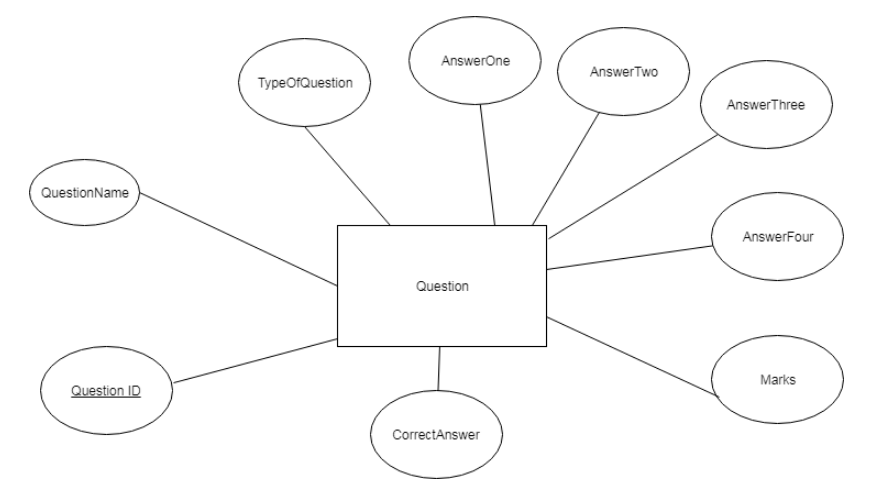 AnswerOne
AnswerTwo
TypeOfQuestion
AnswerThree
QuestionName
AnswerFour
Question
Marks
Question ID
CorrectAnswer